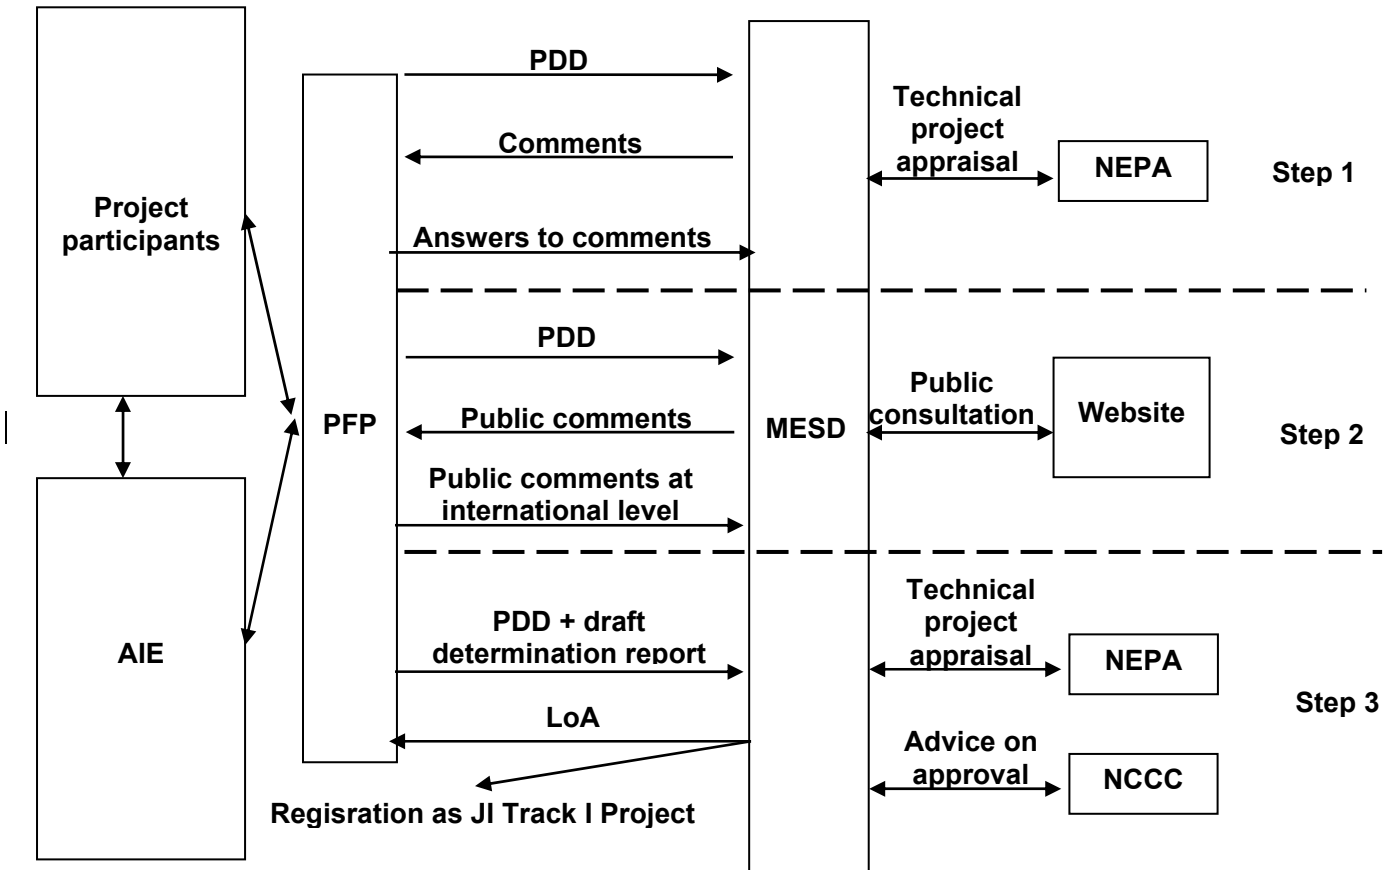 PDD
Technical
project
appraisal
Comments
NEPA
Step 1
Project
participants
Answers to comments
PDD
Public
consultation
Website
PFP
Public comments
MESD
Step 2
Public comments at
international level
Technical
project
appraisal
PDD + draft
determination report
AIE
NEPA
Step 3
LoA
Advice on
approval
NCCC
Regisration as JI Track I Project